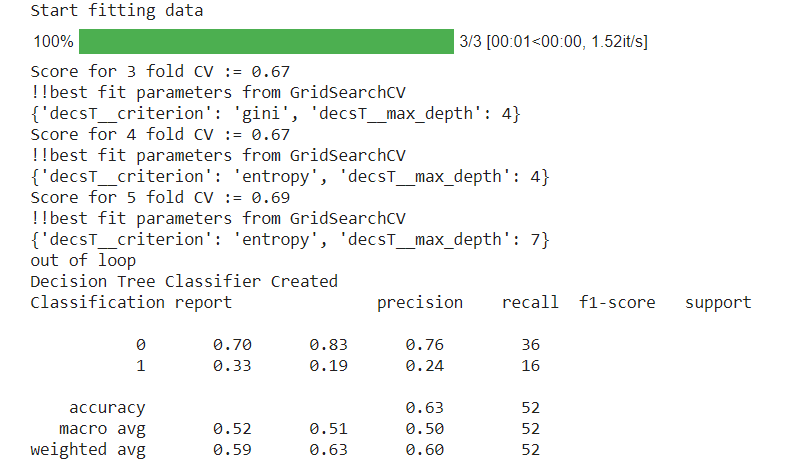 Start fitting data
100% 3/3 [00:01<00:00, 1.52it/s]
Score for 3 fold CV := 0.67
!!best fit parameters from GridSearchCV
{'decsT__criterion': 'gini', 'decsT__max_depth': 4}
Score for 4 fold CV := 0.67
!!best fit parameters from GridSearchCV
{'decsT__criterion': 'entropy', 'decsT__max_depth': 4}
Score for 5 fold CV := 0.69
!!best fit parameters from GridSearchCV
{'decsT__criterion': 'entropy', 'decsT__max_depth': 7}
out of loop
Decision Tree Classifier Created
Classification report               precision    recall  f1-score   support
           0       0.70      0.83      0.76        36
           1       0.33      0.19      0.24        16
    accuracy                           0.63        52
   macro avg       0.52      0.51      0.50        52
weighted avg       0.59      0.63      0.60        52